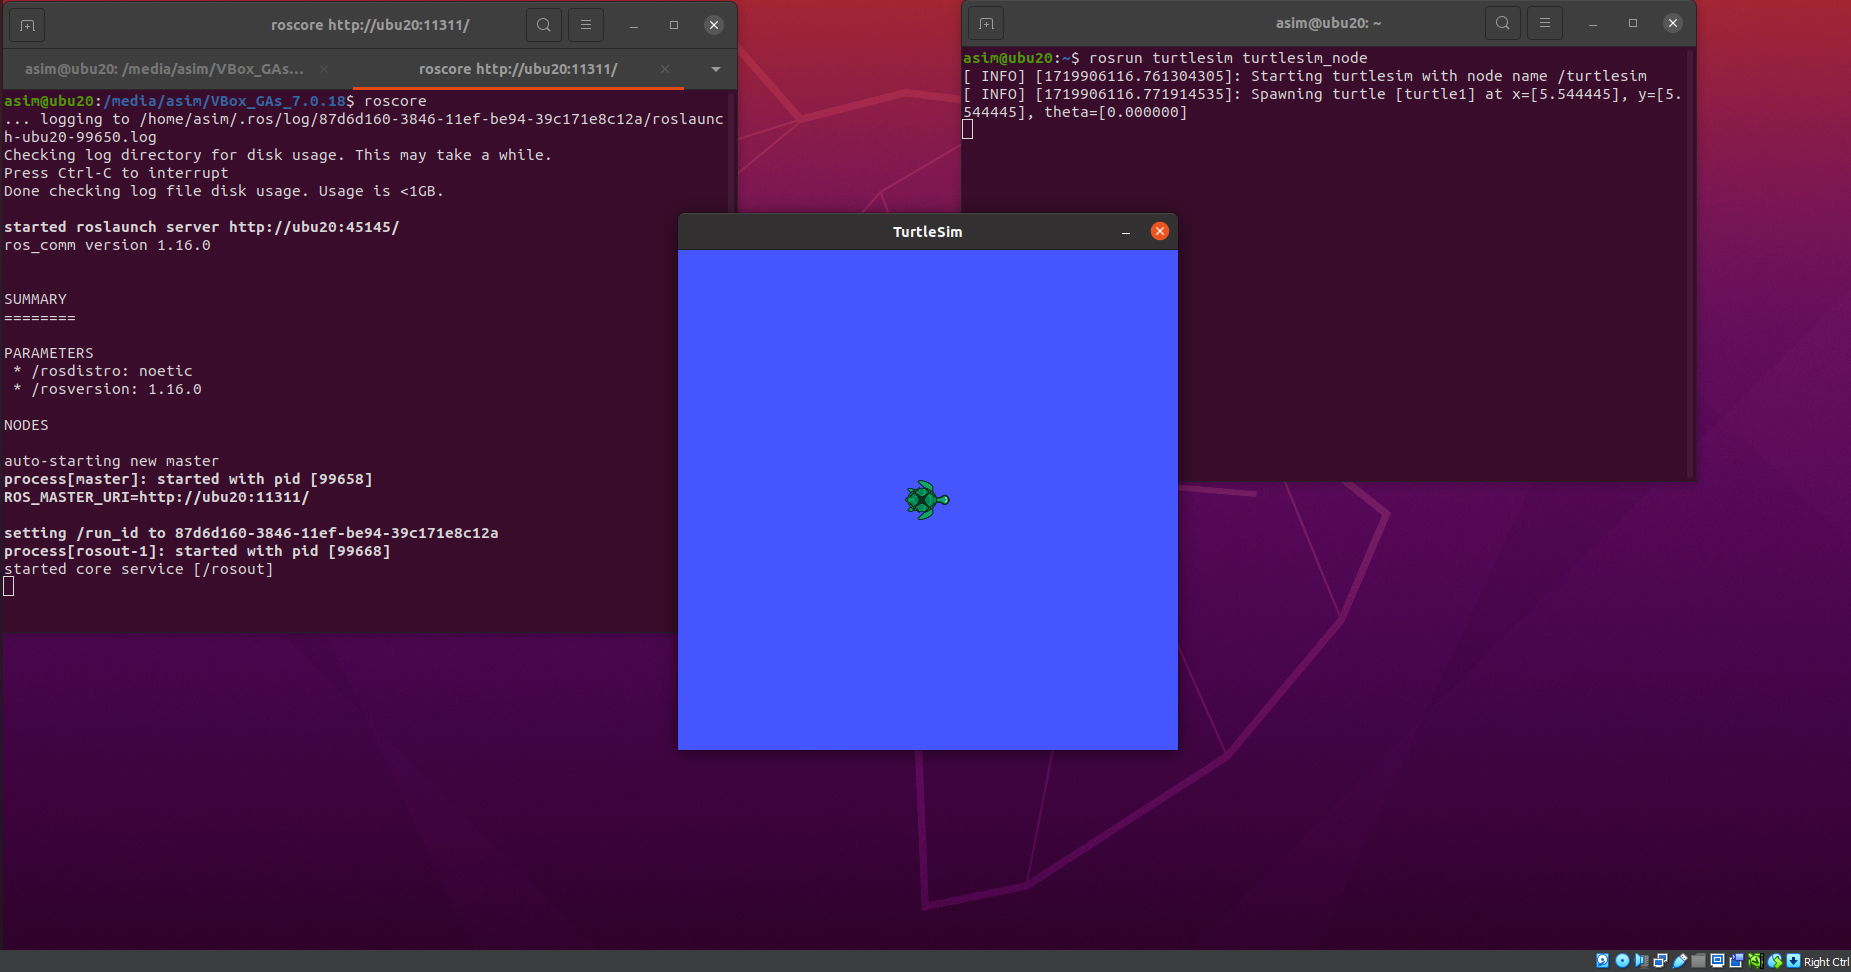 roscore http://ubu20:11311/
asim@ubu20: /media/asim/VBox_GAs...
roscore http://ubu20:11311/
asim@ubu20:/media/asim/VBox_GAs_7.0.18$ roscore
... logging to /home/asim/.ros/log/87d6d160-3846-11ef-be94-39c171e8c12a/roslaunc
h-ubu20-99650.log
Checking log directory for disk usage. This may take a while.
Press Ctrl-C to interrupt
Done checking log file disk usage. Usage is <1GB.
started roslaunch server http://ubu20:45145/
ros_comm version 1.16.0
SUMMARY
========
PARAMETERS
* /rosdistro: noetic
* /rosversion: 1.16.0
NODES
auto-starting new master
process[master]: started with pid [99658]
ROS_MASTER_URI=http://ubu20:11311/
setting /run_id to 87d6d160-3846-11ef-be94-39c171e8c12a
process[rosout-1]: started with pid [99668]
started core service [/rosout]
asim@ubu20: ~
asim@ubu20:~$ rosrun turtlesim turtlesim_node
[ INFO] [1719906116.761304305]: Starting turtlesim with node name /turtlesim
[ INFO] [1719906116.771914535]: Spawning turtle [turtle1] at x=[5.544445], y=[5.
544445], theta=[0.000000]
TurtleSim
Right Ctrl